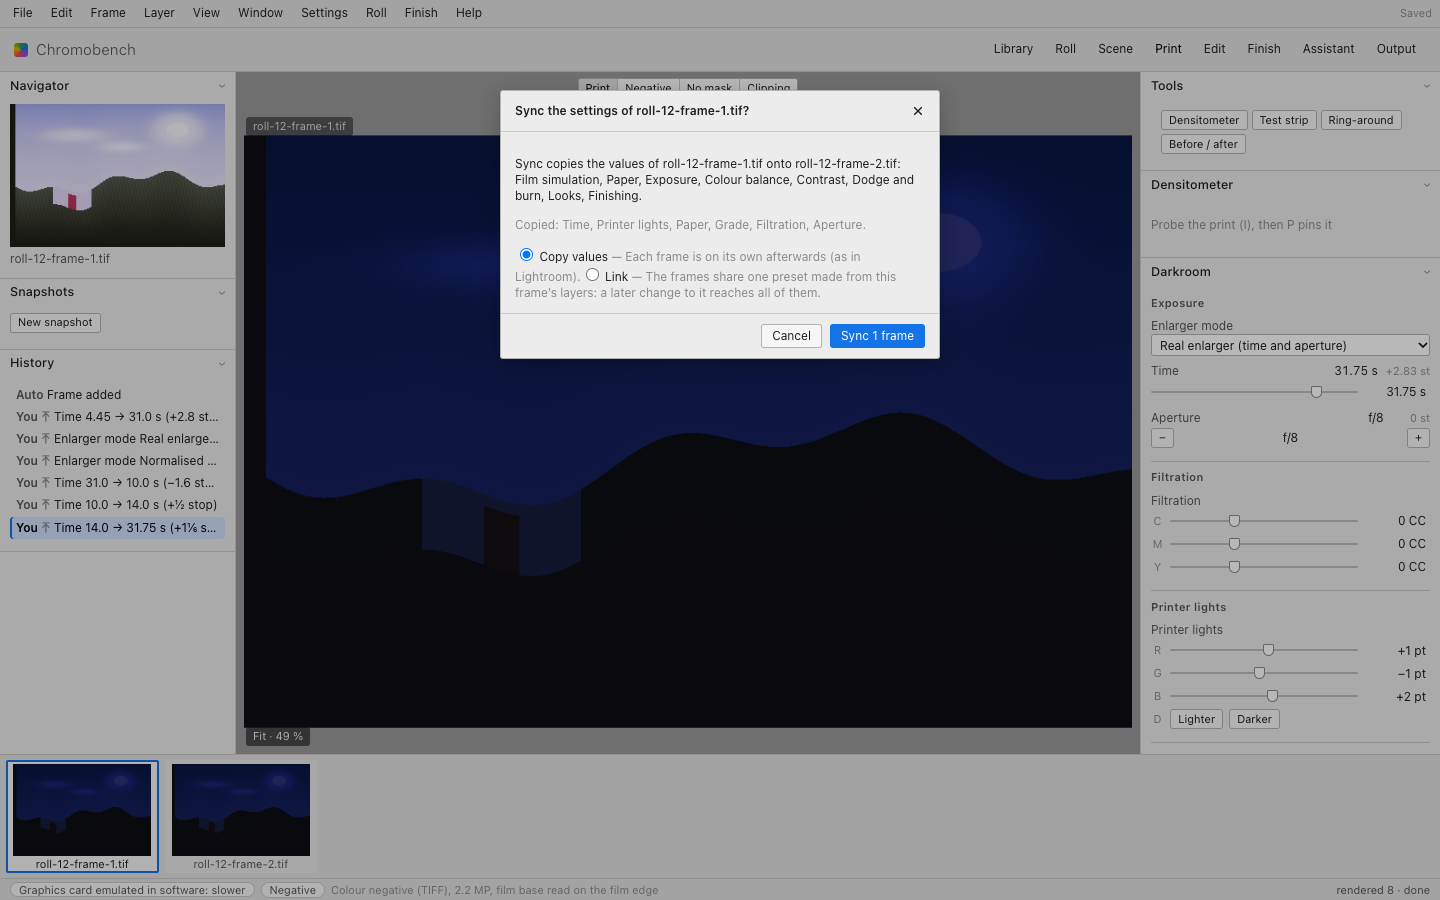 File Edit Frame Layer View Window Settings Roll Finish Help
Saved
Chromobench
Library Roll Scene Print Edit Finish Assistant Output
Navigator
roll-12-frame-1.tif
Snapshots
New snapshot
History
Auto Frame added
You Time 4.45 → 31.0 s (+2.8 st...
You Enlarger mode Real enlarge...
You Enlarger mode Normalised ...
You Time 31.0 → 10.0 s (−1.6 st...
You Time 10.0 → 14.0 s (+½ stop)
You Time 14.0 → 31.75 s (+1⅙ s...
Print Negative No mask Clipping
roll-12-frame-1.tif
Sync the settings of roll-12-frame-1.tif?
Sync copies the values of roll-12-frame-1.tif onto roll-12-frame-2.tif:
Film simulation, Paper, Exposure, Colour balance, Contrast, Dodge and
burn, Looks, Finishing.
Copied: Time, Printer lights, Paper, Grade, Filtration, Aperture.
Copy values — Each frame is on its own afterwards (as in
Lightroom). Link — The frames share one preset made from this
frame's layers: a later change to it reaches all of them.
Cancel Sync 1 frame
Fit · 49 %
Tools
Densitometer Test strip Ring-around
Before / after
Densitometer
Probe the print (I), then P pins it
Darkroom
Exposure
Enlarger mode
Real enlarger (time and aperture)
Time 31.75 s +2.83 st
31.75 s
Aperture f/8 0 st
− f/8 +
Filtration
Filtration
C 0 CC
M 0 CC
Y 0 CC
Printer lights
Printer lights
R +1 pt
G −1 pt
B +2 pt
D Lighter Darker
roll-12-frame-1.tif roll-12-frame-2.tif
Graphics card emulated in software: slower Negative Colour negative (TIFF), 2.2 MP, film base read on the film edge
rendered 8 · done